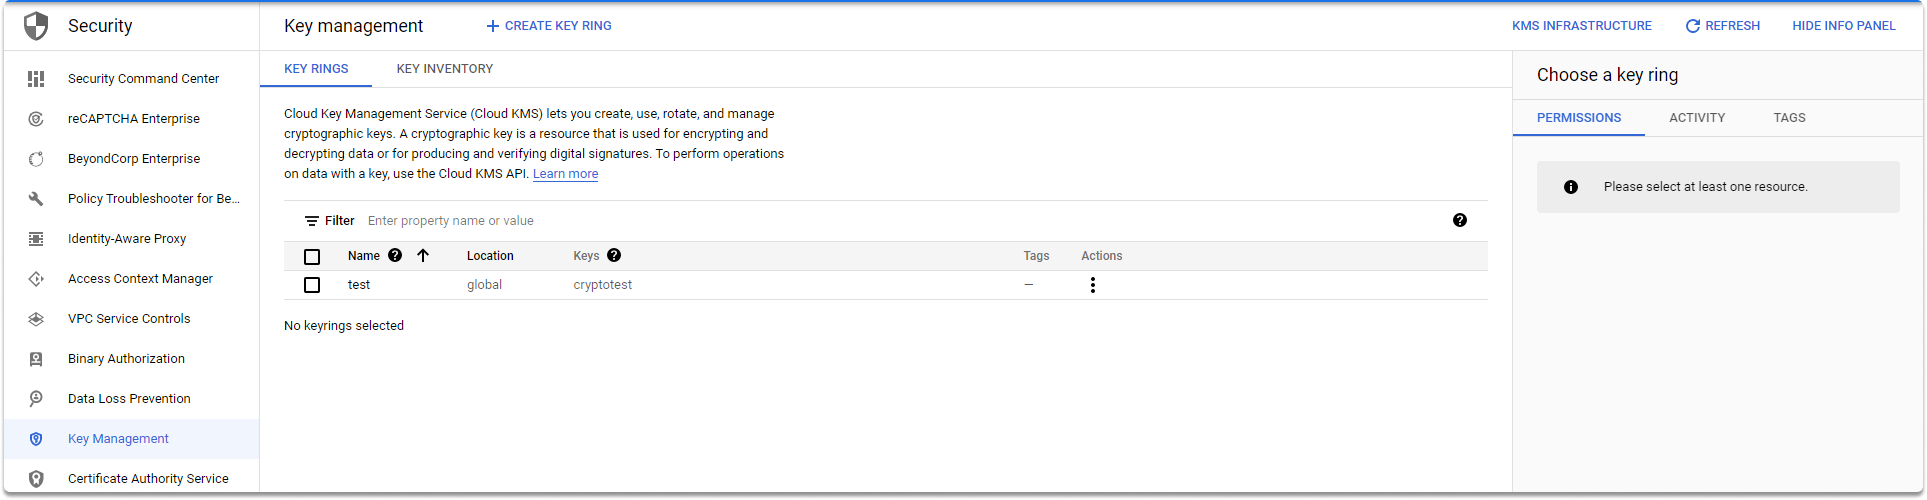 Security
Key management
CREATE KEY RING
KMS INFRASTRUCTURE
REFRESH
HIDE INFO PANEL
Security Command Center
reCAPTCHA Enterprise
BeyondCorp Enterprise
Policy Troubleshooter for Be...
Identity-Aware Proxy
Access Context Manager
VPC Service Controls
Binary Authorization
Data Loss Prevention
Key Management
Certificate Authority Service
KEY RINGS KEY INVENTORY
Cloud Key Management Service (Cloud KMS) lets you create, use, rotate, and manage
cryptographic keys. A cryptographic key is a resource that is used for encrypting and
decrypting data or for producing and verifying digital signatures. To perform operations
on data with a key, use the Cloud KMS API. Learn more
Filter Enter property name or value
Name Location Keys Tags Actions
test global cryptotest —
No keyrings selected
Choose a key ring
PERMISSIONS ACTIVITY TAGS
Please select at least one resource.